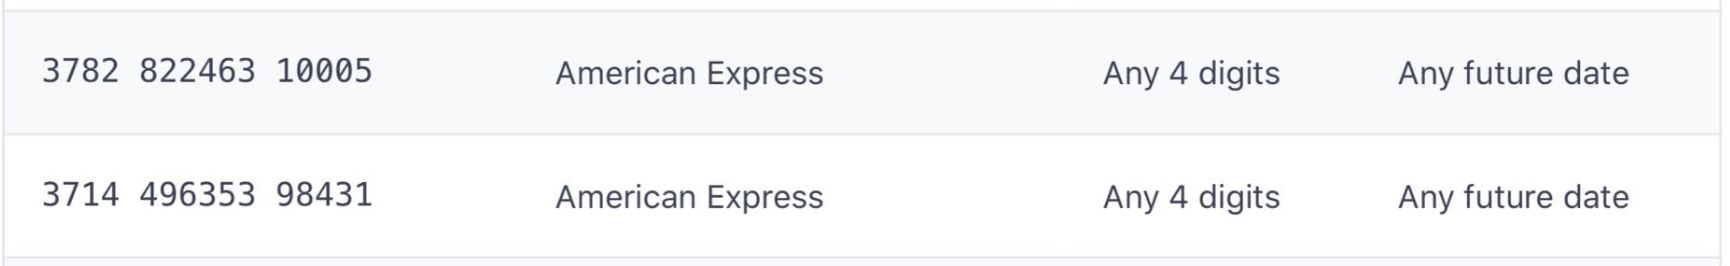 3782 822463 10005 American Express Any 4 digits Any future date
3714 496353 98431 American Express Any 4 digits Any future date